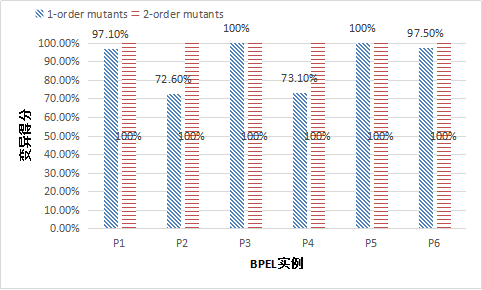 1-order mutants 2-order mutants
100.00%
90.00%
80.00%
70.00%
60.00%
50.00%
40.00%
30.00%
20.00%
10.00%
0.00%
变异得分
97.10% 72.60% 100% 73.10% 100% 97.50%
100% 100% 100% 100% 100% 100%
P1 P2 P3 P4 P5 P6
BPEL实例